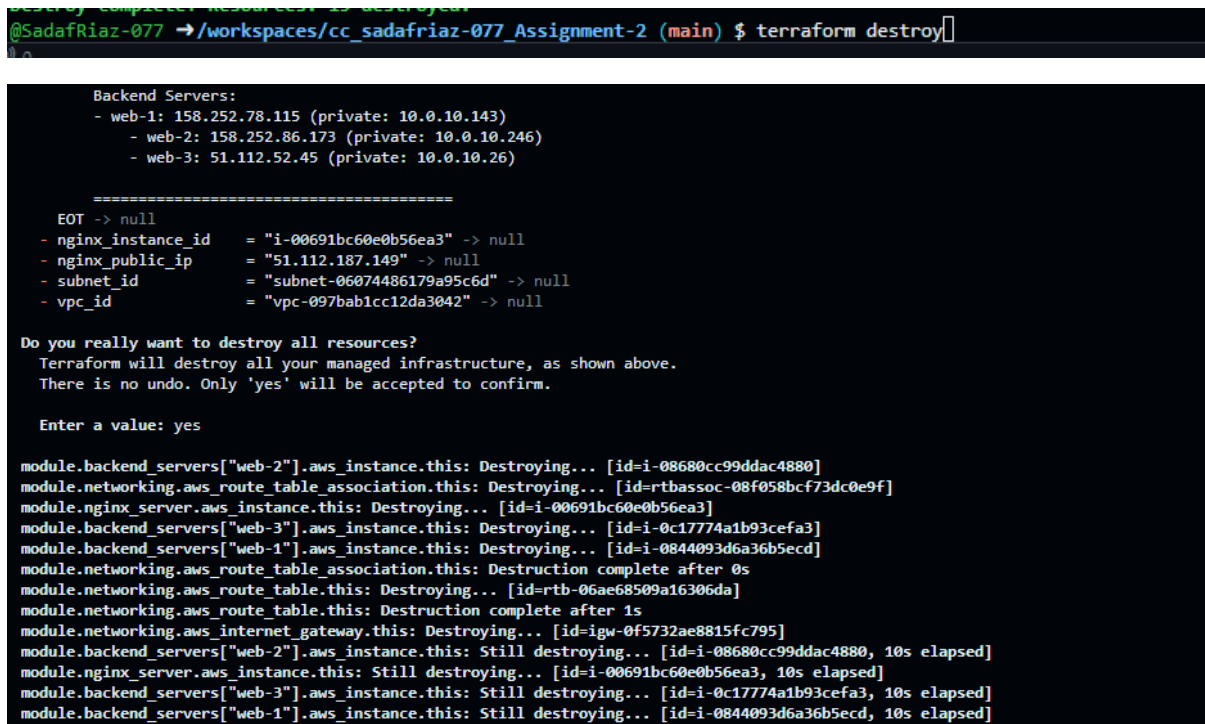 Destroy complete! Resources: 15 destroyed.
@SadafRiaz-077 →/workspaces/cc_sadafriaz-077_Assignment-2 (main) $ terraform destroy
Backend Servers:
- web-1: 158.252.78.115 (private: 10.0.10.143)
- web-2: 158.252.86.173 (private: 10.0.10.246)
- web-3: 51.112.52.45 (private: 10.0.10.26)
========================================
EOT -> null
- nginx_instance_id = "i-00691bc60e0b56ea3" -> null
- nginx_public_ip = "51.112.187.149" -> null
- subnet_id = "subnet-06074486179a95c6d" -> null
- vpc_id = "vpc-097bab1cc12da3042" -> null
Do you really want to destroy all resources?
Terraform will destroy all your managed infrastructure, as shown above.
There is no undo. Only 'yes' will be accepted to confirm.
Enter a value: yes
module.backend_servers["web-2"].aws_instance.this: Destroying... [id=i-08680cc99ddac4880]
module.networking.aws_route_table_association.this: Destroying... [id=rtbassoc-08f058bcf73dc0e9f]
module.nginx_server.aws_instance.this: Destroying... [id=i-00691bc60e0b56ea3]
module.backend_servers["web-3"].aws_instance.this: Destroying... [id=i-0c17774a1b93cefa3]
module.backend_servers["web-1"].aws_instance.this: Destroying... [id=i-0844093d6a36b5ecd]
module.networking.aws_route_table_association.this: Destruction complete after 0s
module.networking.aws_route_table.this: Destroying... [id=rtb-06ae68509a16306da]
module.networking.aws_route_table.this: Destruction complete after 1s
module.networking.aws_internet_gateway.this: Destroying... [id=igw-0f5732ae8815fc795]
module.backend_servers["web-2"].aws_instance.this: Still destroying... [id=i-08680cc99ddac4880, 10s elapsed]
module.nginx_server.aws_instance.this: Still destroying... [id=i-00691bc60e0b56ea3, 10s elapsed]
module.backend_servers["web-3"].aws_instance.this: Still destroying... [id=i-0c17774a1b93cefa3, 10s elapsed]
module.backend_servers["web-1"].aws_instance.this: Still destroying... [id=i-0844093d6a36b5ecd, 10s elapsed]